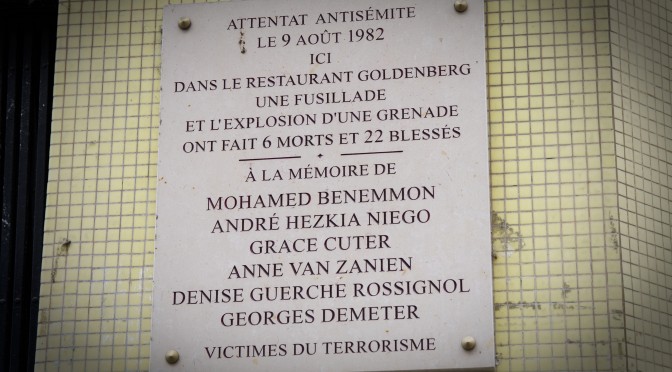 ATTENTAT ANTISÉMITE
LE 9 AOÛT 1982
ICI
DANS LE RESTAURANT GOLDENBERG
UNE FUSILLADE
ET L'EXPLOSION D'UNE GRENADE
ONT FAIT 6 MORTS ET 22 BLESSÉS
À LA MÉMOIRE DE
MOHAMED BENEMMON
ANDRÉ HEZKIA NIEGO
GRACE CUTER
ANNE VAN ZANIEN
DENISE GUERCHE ROSSIGNOL
GEORGES DEMETER
VICTIMES DU TERRORISME